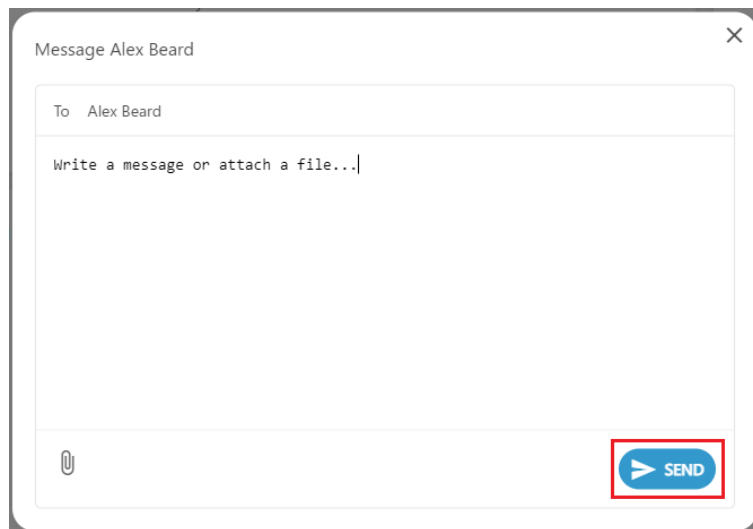 Message Alex Beard
To Alex Beard
Write a message or attach a file...
SEND